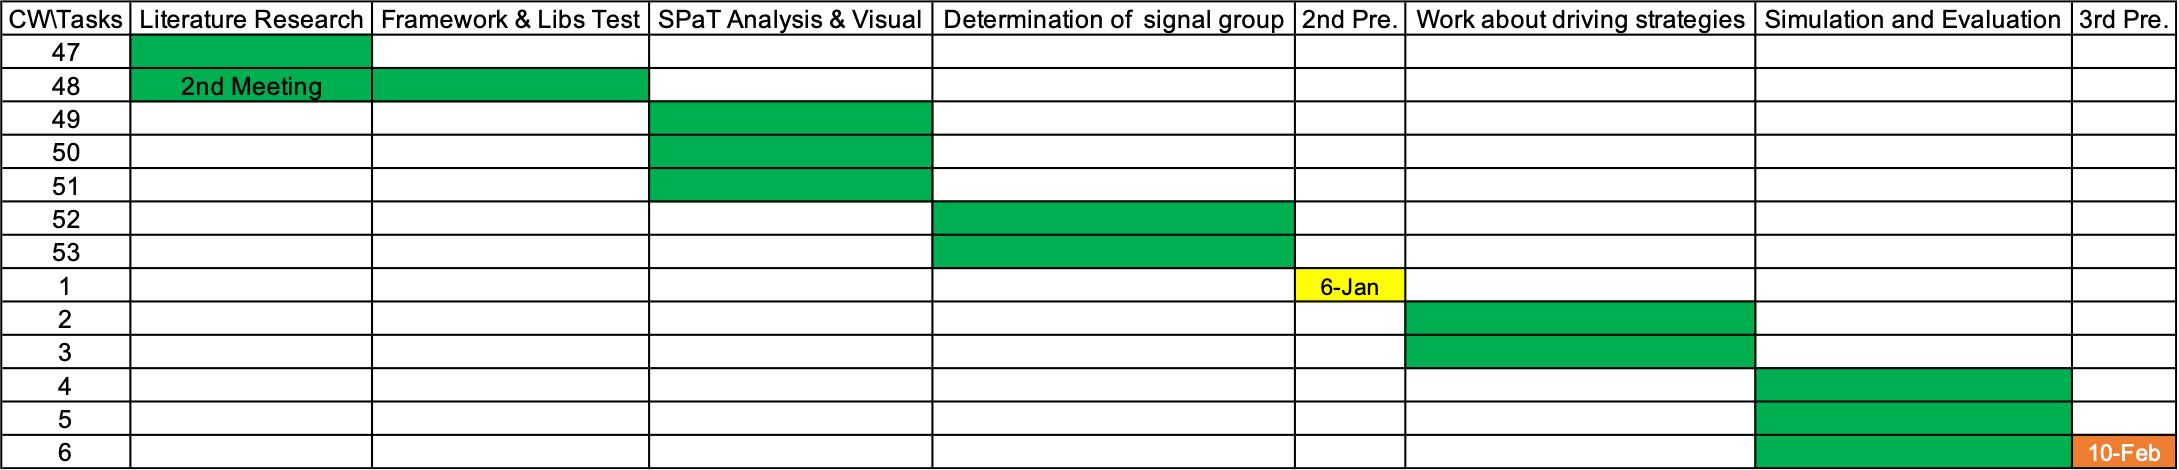 CW\Tasks Literature Research Framework & Libs Test SPaT Analysis & Visual Determination of signal group 2nd Pre. Work about driving strategies Simulation and Evaluation 3rd Pre.
47
48 2nd Meeting
49
50
51
52
53
1 6-Jan
2
3
4
5
6 10-Feb